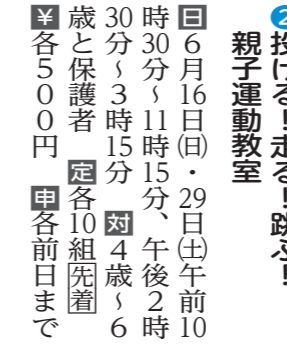 ❷投げる！走る！跳ぶ！
親子運動教室
日6月16日㈰・29日㈯午前10
時30分～11時15分、午後2時
30分～3時15分 対4歳～6
歳と保護者 定各10組先着
¥各500円 申各前日まで